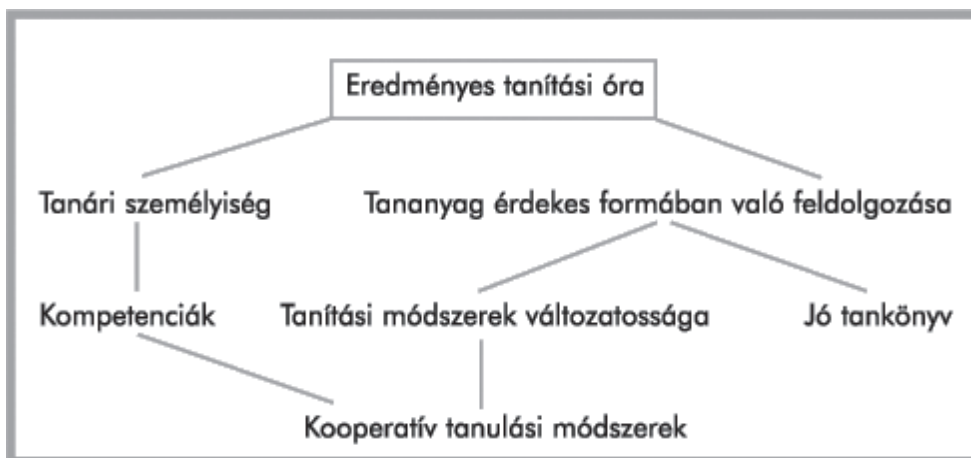 Eredményes tanítási óra
Tanári személyiség
Tananyag érdekes formában való feldolgozása
Kompetenciák
Tanítási módszerek változatossága
Jó tankönyv
Kooperatív tanulási módszerek